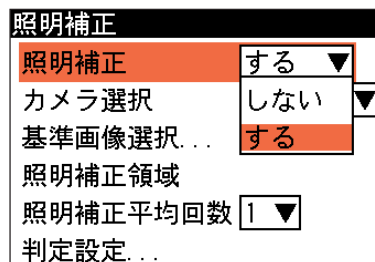 照明補正
照明補正 する ▼
カメラ選択 しない ▼
基準画像選択... する
照明補正領域
照明補正平均回数 1 ▼
判定設定...